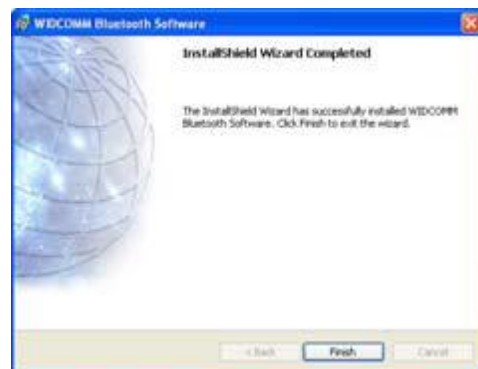 WIDCOMM Bluetooth Software
InstallShield Wizard Completed
The InstallShield Wizard has successfully installed WIDCOMM
Bluetooth Software. Click Finish to exit the wizard.
< Back
Finish
Cancel